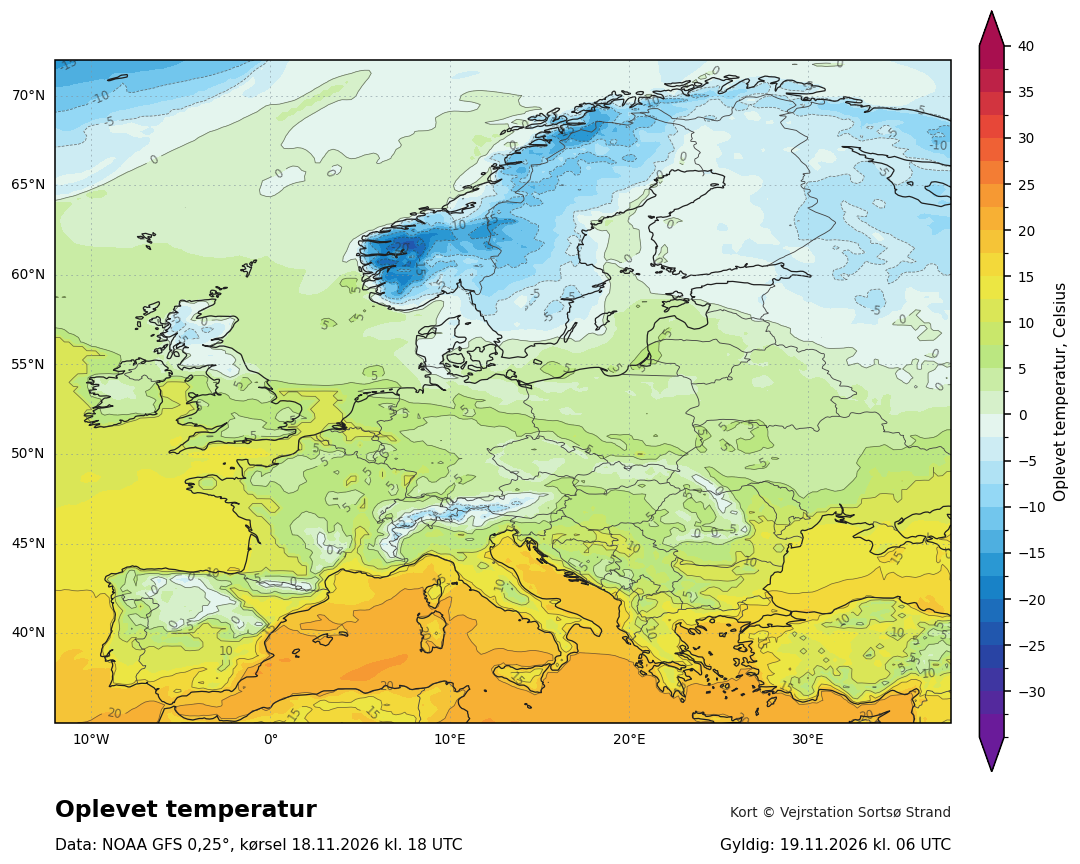 40
35
30
25
20
15
10
5
0
−5
−10
−15
−20
−25
−30
Oplevet temperatur, Celsius
70°N
65°N
60°N
55°N
50°N
45°N
40°N
10°W
0°
10°E
20°E
30°E
Oplevet temperatur
Kort © Vejrstation Sortsø Strand
Data: NOAA GFS 0,25°, kørsel 18.11.2026 kl. 18 UTC
Gyldig: 19.11.2026 kl. 06 UTC